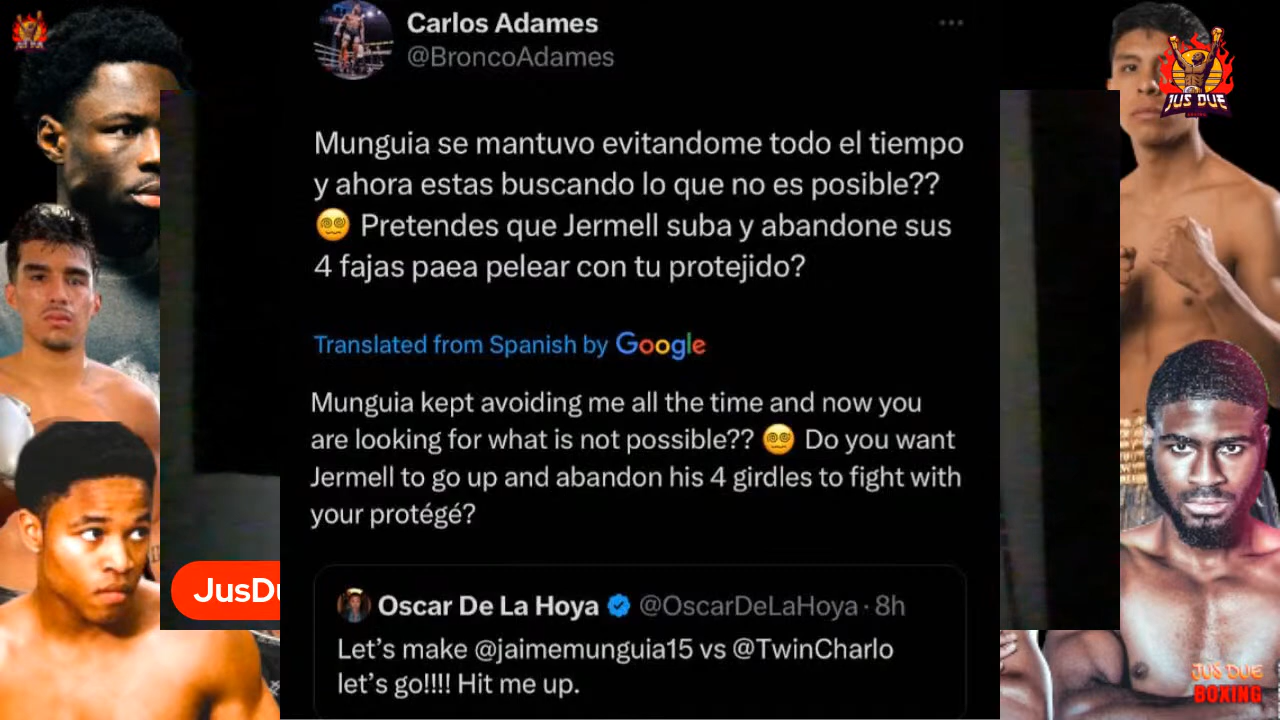 Carlos Adames
@BroncoAdames
JUS DUE
Munguia se mantuvo evitandome todo el tiempo
y ahora estas buscando lo que no es posible??
😵‍💫 Pretendes que Jermell suba y abandone sus
4 fajas paea pelear con tu protejido?
Translated from Spanish by Google
Munguia kept avoiding me all the time and now you
are looking for what is not possible?? 😵‍💫 Do you want
Jermell to go up and abandon his 4 girdles to fight with
your protégé?
JusDu
Oscar De La Hoya @OscarDeLaHoya · 8h
Let's make @jaimemunguia15 vs @TwinCharlo
let's go!!!! Hit me up.
JUS DUE
BOXING